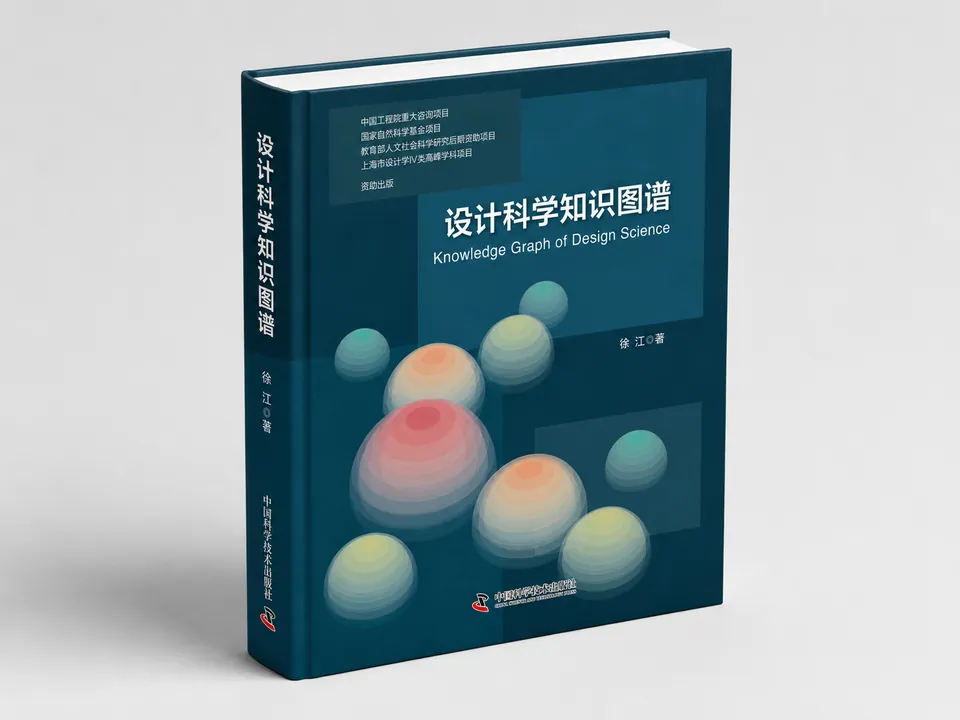 设计科学知识图谱
徐 江◎著
中国科学技术出版社
中国工程院重大咨询项目
国家自然科学基金项目
教育部人文社会科学研究后期资助项目
上海市设计学IV类高峰学科项目
资助出版
设计科学知识图谱
Knowledge Graph of Design Science
徐 江◎著
中国科学技术出版社
CHINA SCIENCE AND TECHNOLOGY PRESS